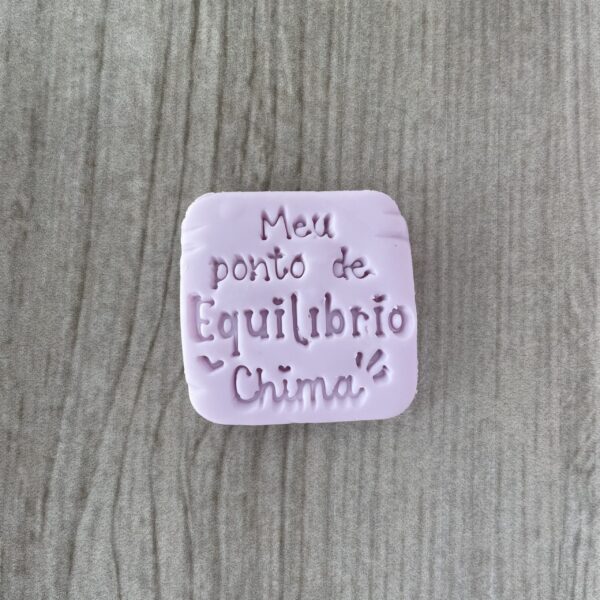 Meu
ponto de
Equilibrio
Chima